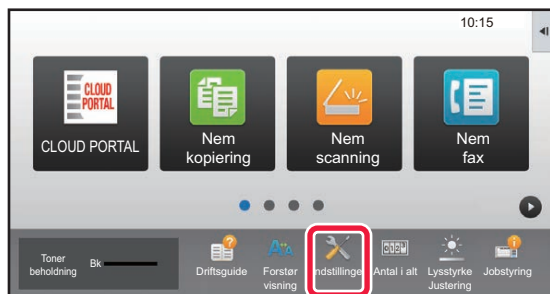 10:15
CLOUD
PORTAL
CLOUD PORTAL
Nem
kopiering
Nem
scanning
Nem
fax
Toner
beholdning
Bk
Driftsguide
Forstør
visning
Indstillinger
Antal i alt
Lysstyrke
Justering
Jobstyring